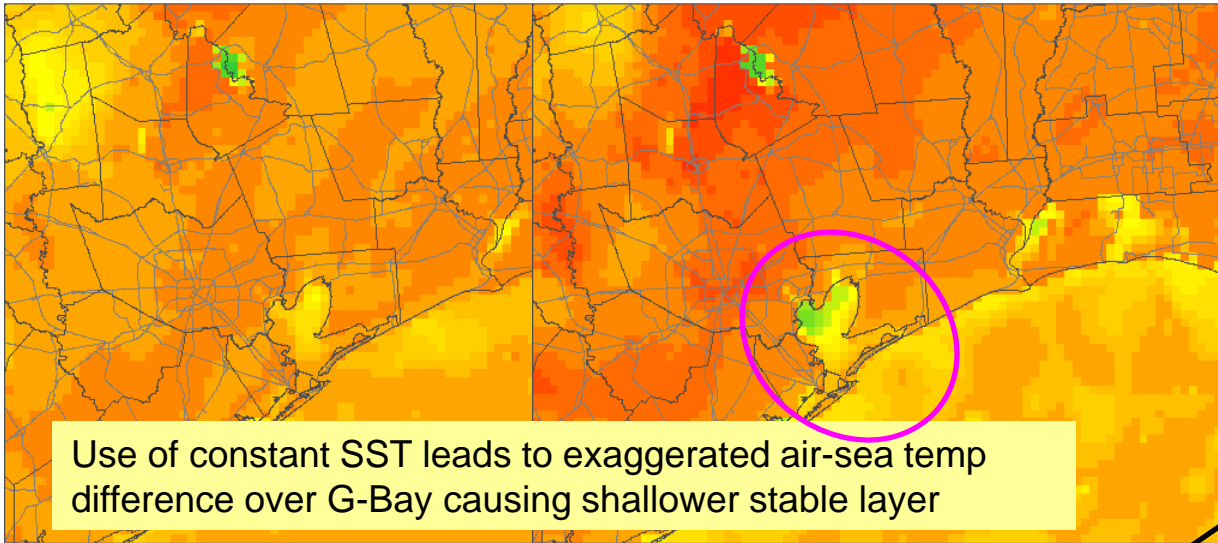 Use of constant SST leads to exaggerated air-sea temp
difference over G-Bay causing shallower stable layer